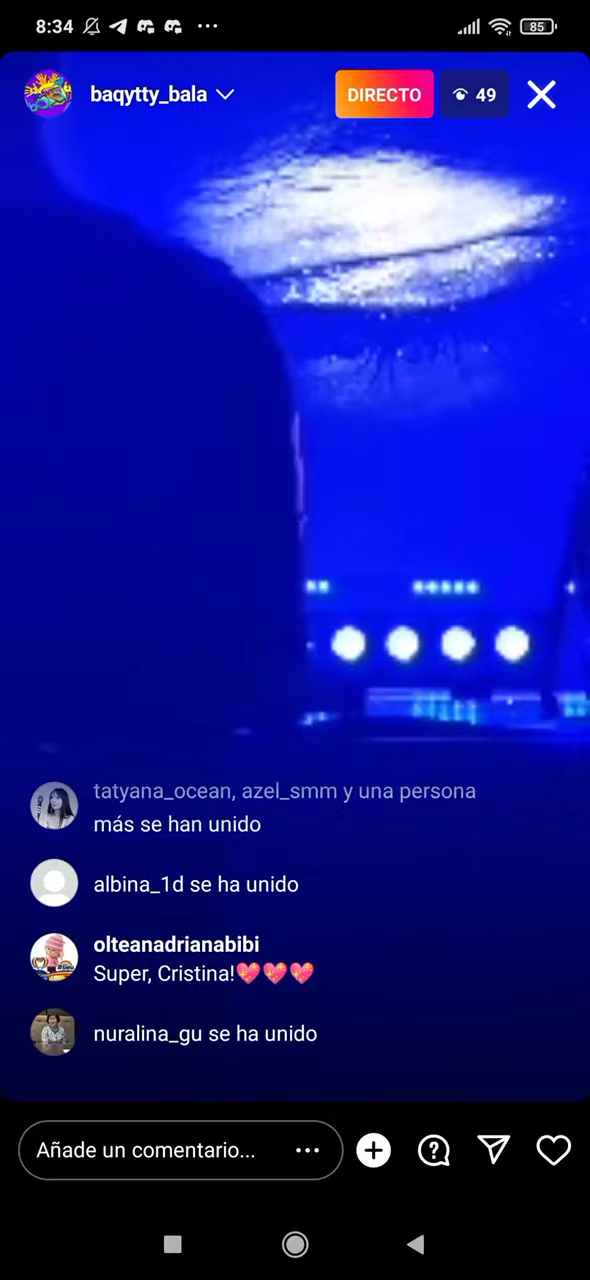 8:34
85
baqytty_bala
DIRECTO
49
tatyana_ocean, azel_smm y una persona
más se han unido
albina_1d se ha unido
olteanadrianabibi
Super, Cristina!💖💖💖
nuralina_gu se ha unido
Añade un comentario...